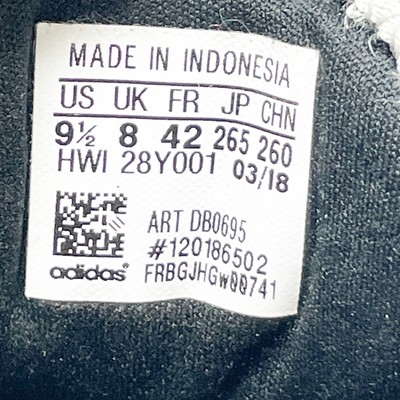 MADE IN INDONESIA
US UK FR JP CHN
9½ 8 42 265 260
HWI 28Y001 03/18
ART DB0695
#120186502
adidas FRBGJHGw00741